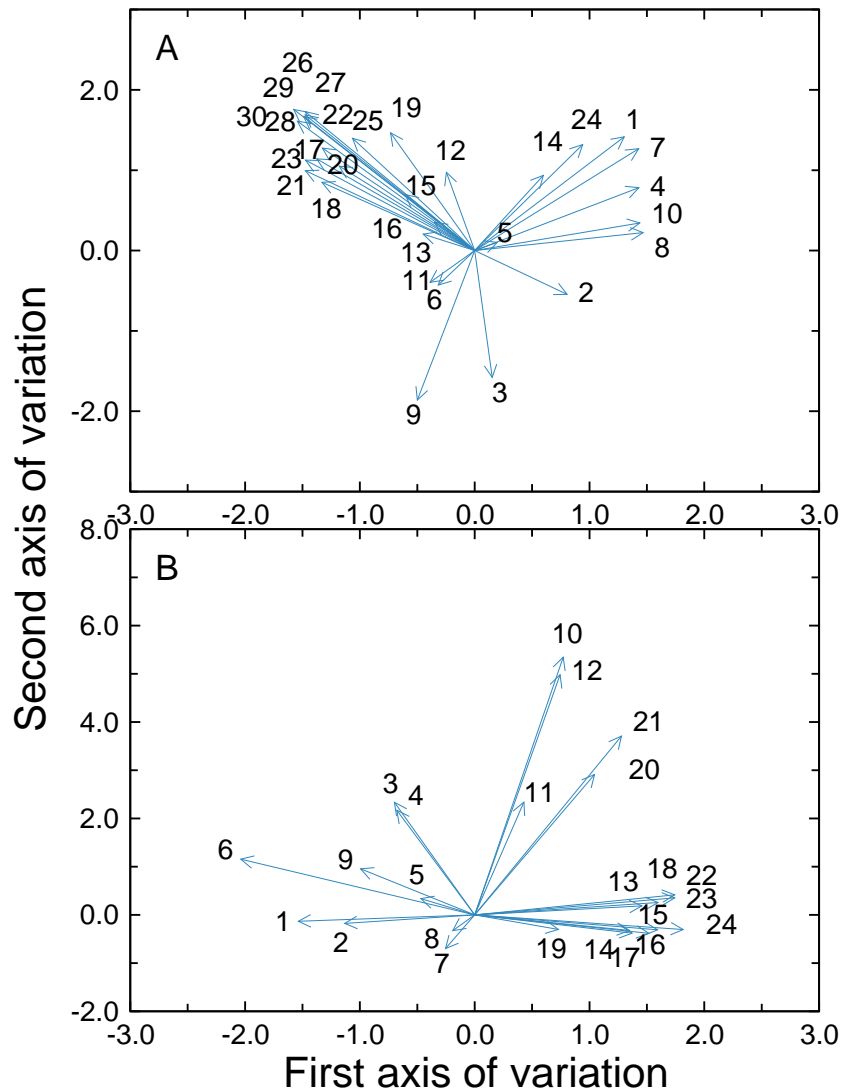 A
26
29 27
30 28 22 25 19 24 1
17 12 14 7
23 20
21 18 15 4
16 5 10
13 8
11 6 2
9 3
2.0
0.0
-2.0
-3.0 -2.0 -1.0 0.0 1.0 2.0 3.0
Second axis of variation
B
8.0
6.0
4.0
2.0
0.0
-2.0
10
12
21
20
3 4 11
6 9 5 13 18 22
23
1 2 8 7 19 14 17 15 16 24
-3.0 -2.0 -1.0 0.0 1.0 2.0 3.0
First axis of variation